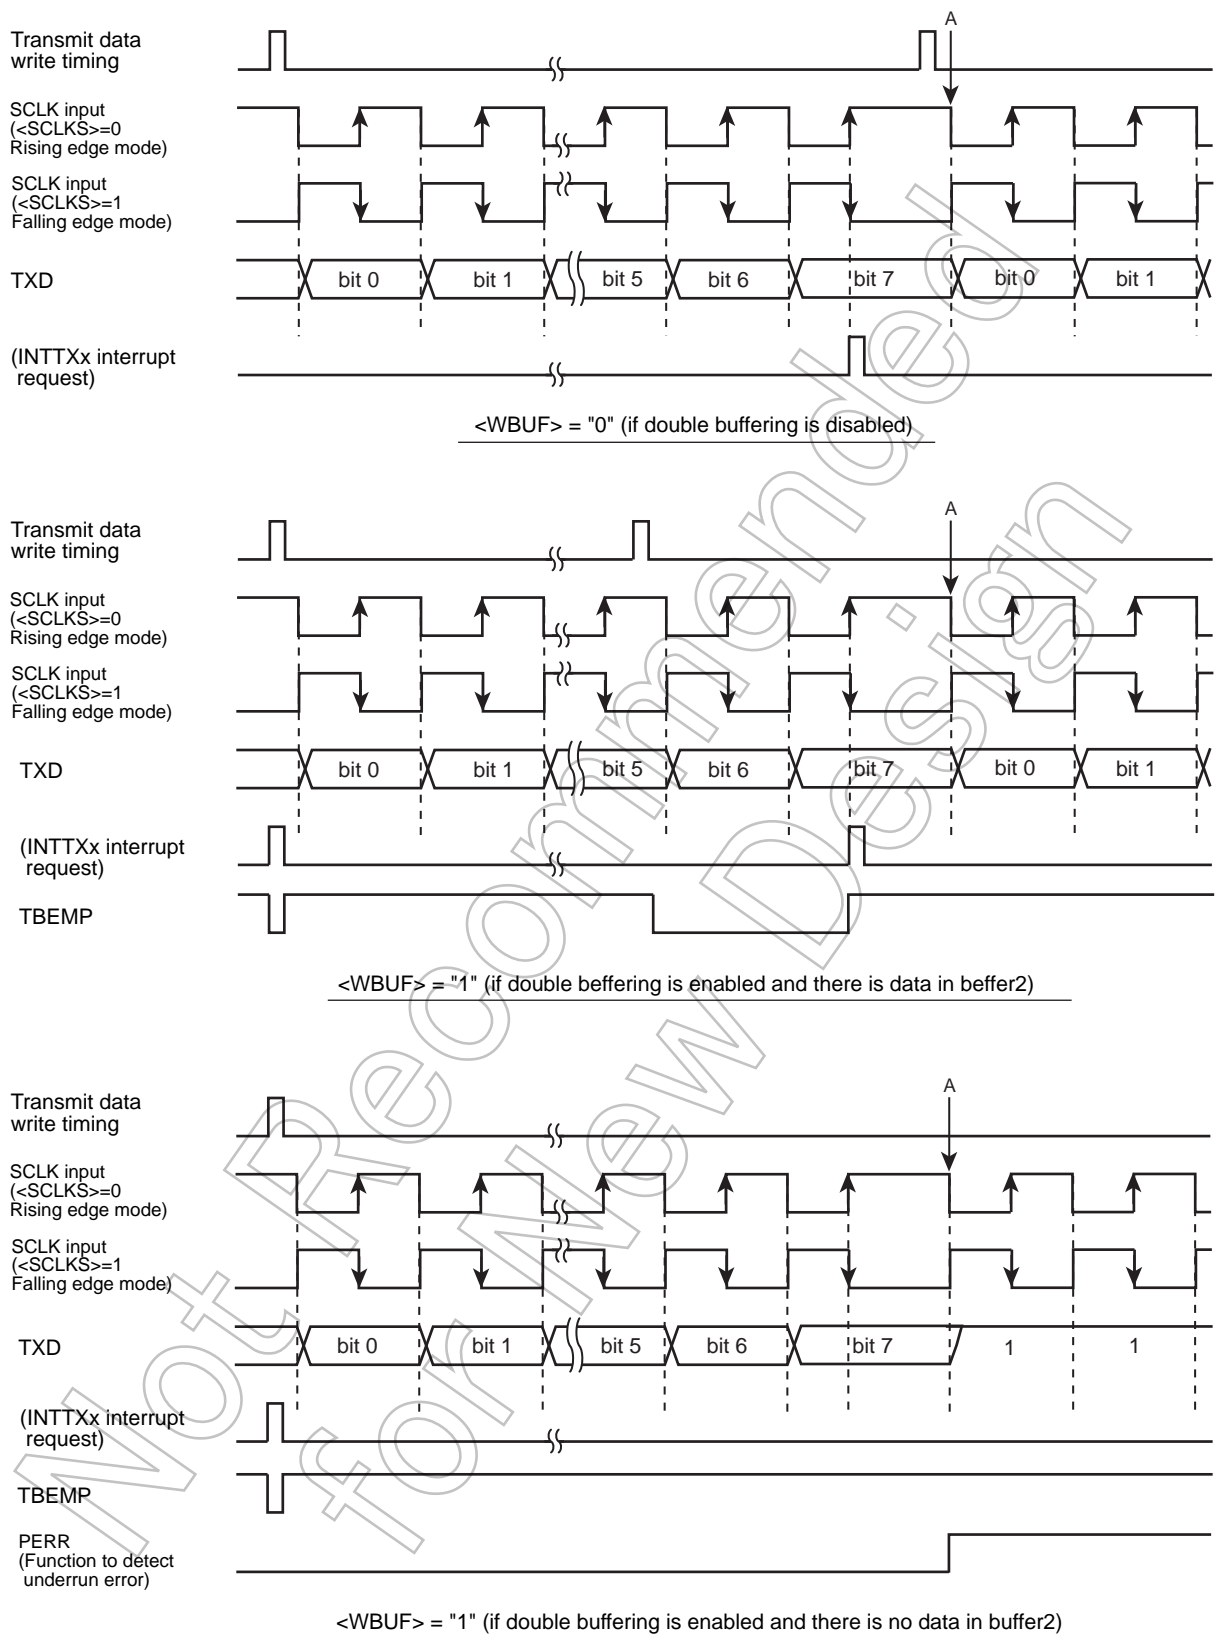 A
Transmit data
write timing
SCLK input
(<SCLKS>=0
Rising edge mode)
SCLK input
(<SCLKS>=1
Falling edge mode)
TXD
bit 0
bit 1
bit 5
bit 6
bit 7
bit 0
bit 1
(INTTXx interrupt
request)
<WBUF> = "0" (if double buffering is disabled)
A
Transmit data
write timing
SCLK input
(<SCLKS>=0
Rising edge mode)
SCLK input
(<SCLKS>=1
Falling edge mode)
TXD
bit 0
bit 1
bit 5
bit 6
bit 7
bit 0
bit 1
(INTTXx interrupt
request)
TBEMP
<WBUF> = "1" (if double beffering is enabled and there is data in beffer2)
A
Transmit data
write timing
SCLK input
(<SCLKS>=0
Rising edge mode)
SCLK input
(<SCLKS>=1
Falling edge mode)
TXD
bit 0
bit 1
bit 5
bit 6
bit 7
1
1
(INTTXx interrupt
request)
TBEMP
PERR
(Function to detect
underrun error)
<WBUF> = "1" (if double buffering is enabled and there is no data in buffer2)
Not Recommended
for New Design